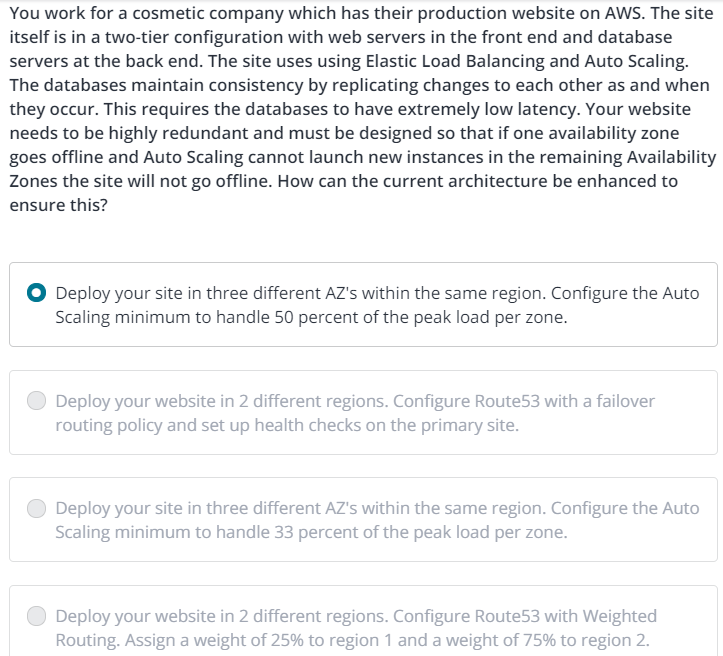 You work for a cosmetic company which has their production website on AWS. The site
itself is in a two-tier configuration with web servers in the front end and database
servers at the back end. The site uses using Elastic Load Balancing and Auto Scaling.
The databases maintain consistency by replicating changes to each other as and when
they occur. This requires the databases to have extremely low latency. Your website
needs to be highly redundant and must be designed so that if one availability zone
goes offline and Auto Scaling cannot launch new instances in the remaining Availability
Zones the site will not go offline. How can the current architecture be enhanced to
ensure this?
Deploy your site in three different AZ's within the same region. Configure the Auto
Scaling minimum to handle 50 percent of the peak load per zone.
Deploy your website in 2 different regions. Configure Route53 with a failover
routing policy and set up health checks on the primary site.
Deploy your site in three different AZ's within the same region. Configure the Auto
Scaling minimum to handle 33 percent of the peak load per zone.
Deploy your website in 2 different regions. Configure Route53 with Weighted
Routing. Assign a weight of 25% to region 1 and a weight of 75% to region 2.